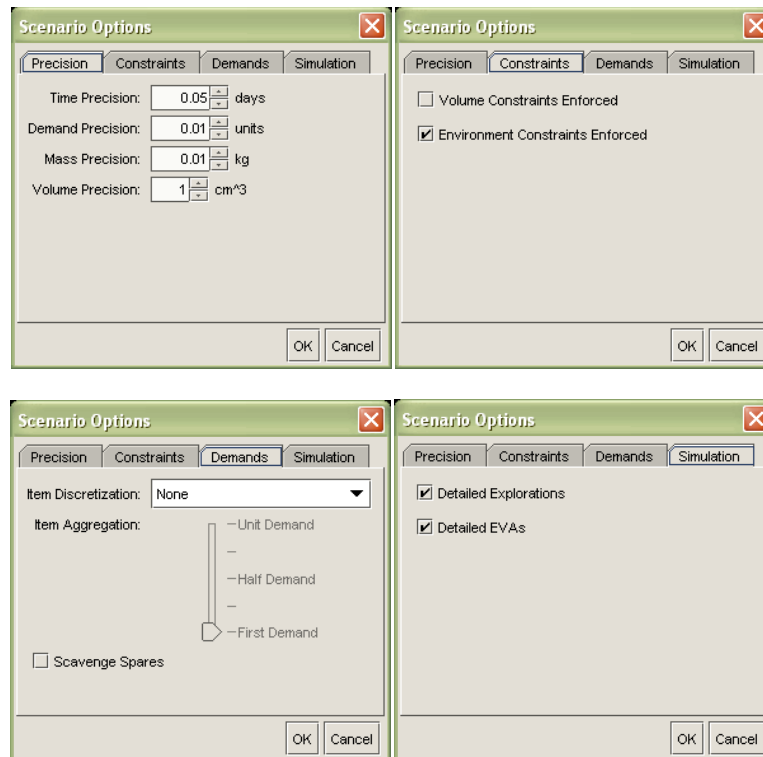 Scenario Options
Precision Constraints Demands Simulation
Time Precision: 0.05 days
Demand Precision: 0.01 units
Mass Precision: 0.01 kg
Volume Precision: 1 cm^3
OK Cancel
Scenario Options
Precision Constraints Demands Simulation
Volume Constraints Enforced
Environment Constraints Enforced
OK Cancel
Scenario Options
Precision Constraints Demands Simulation
Item Discretization: None
Item Aggregation:
Unit Demand
Half Demand
First Demand
Scavenge Spares
OK Cancel
Scenario Options
Precision Constraints Demands Simulation
Detailed Explorations
Detailed EVAs
OK Cancel